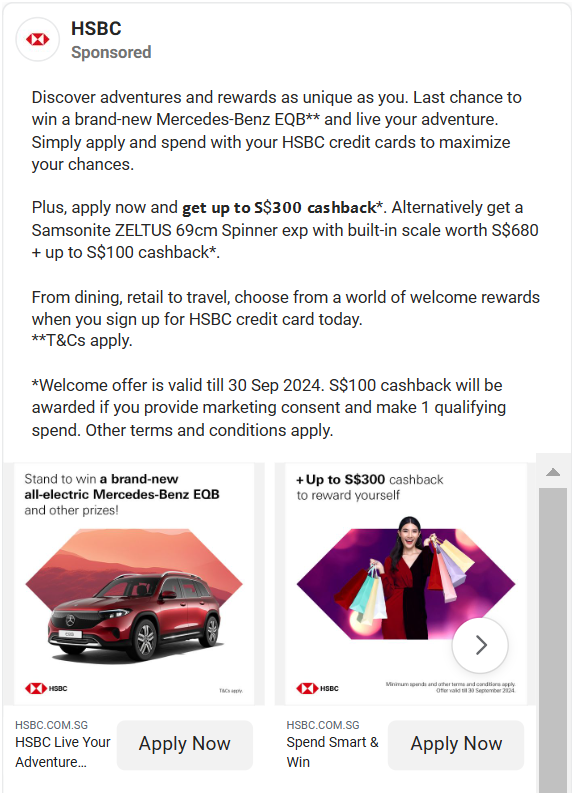 HSBC
Sponsored
Discover adventures and rewards as unique as you. Last chance to
win a brand-new Mercedes-Benz EQB** and live your adventure.
Simply apply and spend with your HSBC credit cards to maximize
your chances.
Plus, apply now and get up to S$300 cashback*. Alternatively get a
Samsonite ZELTUS 69cm Spinner exp with built-in scale worth S$680
+ up to S$100 cashback*.
From dining, retail to travel, choose from a world of welcome rewards
when you sign up for HSBC credit card today.
**T&Cs apply.
*Welcome offer is valid till 30 Sep 2024. S$100 cashback will be
awarded if you provide marketing consent and make 1 qualifying
spend. Other terms and conditions apply.
Stand to win a brand-new
all-electric Mercedes-Benz EQB
and other prizes!
HSBC
T&Cs apply
+Up to S$300 cashback
to reward yourself
HSBC
Minimum spends and other terms and conditions apply.
Offer valid till 30 September 2024.
HSBC.COM.SG
HSBC Live Your
Adventure...
Apply Now
HSBC.COM.SG
Spend Smart &
Win
Apply Now